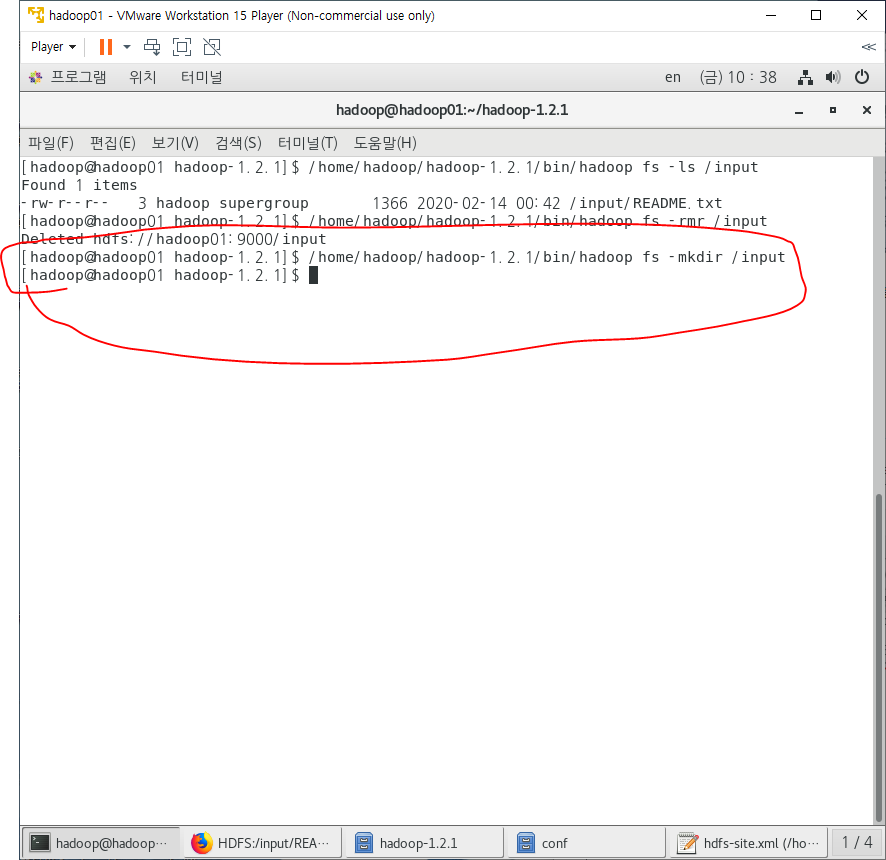 hadoop01 - VMware Workstation 15 Player (Non-commercial use only)
Player
프로그램 위치 터미널 en (금) 10 : 38
hadoop@hadoop01:~/hadoop-1.2.1
파일(F) 편집(E) 보기(V) 검색(S) 터미널(T) 도움말(H)
[hadoop@hadoop01 hadoop-1.2.1]$ /home/hadoop/hadoop-1.2.1/bin/hadoop fs -ls /input
Found 1 items
-rw-r--r--   3 hadoop supergroup       1366 2020-02-14 00:42 /input/README.txt
[hadoop@hadoop01 hadoop-1.2.1]$ /home/hadoop/hadoop-1.2.1/bin/hadoop fs -rmr /input
Deleted hdfs://hadoop01:9000/input
[hadoop@hadoop01 hadoop-1.2.1]$ /home/hadoop/hadoop-1.2.1/bin/hadoop fs -mkdir /input
[hadoop@hadoop01 hadoop-1.2.1]$
hadoop@hadoop··· HDFS:/input/REA··· hadoop-1.2.1 conf hdfs-site.xml (/ho··· 1 / 4